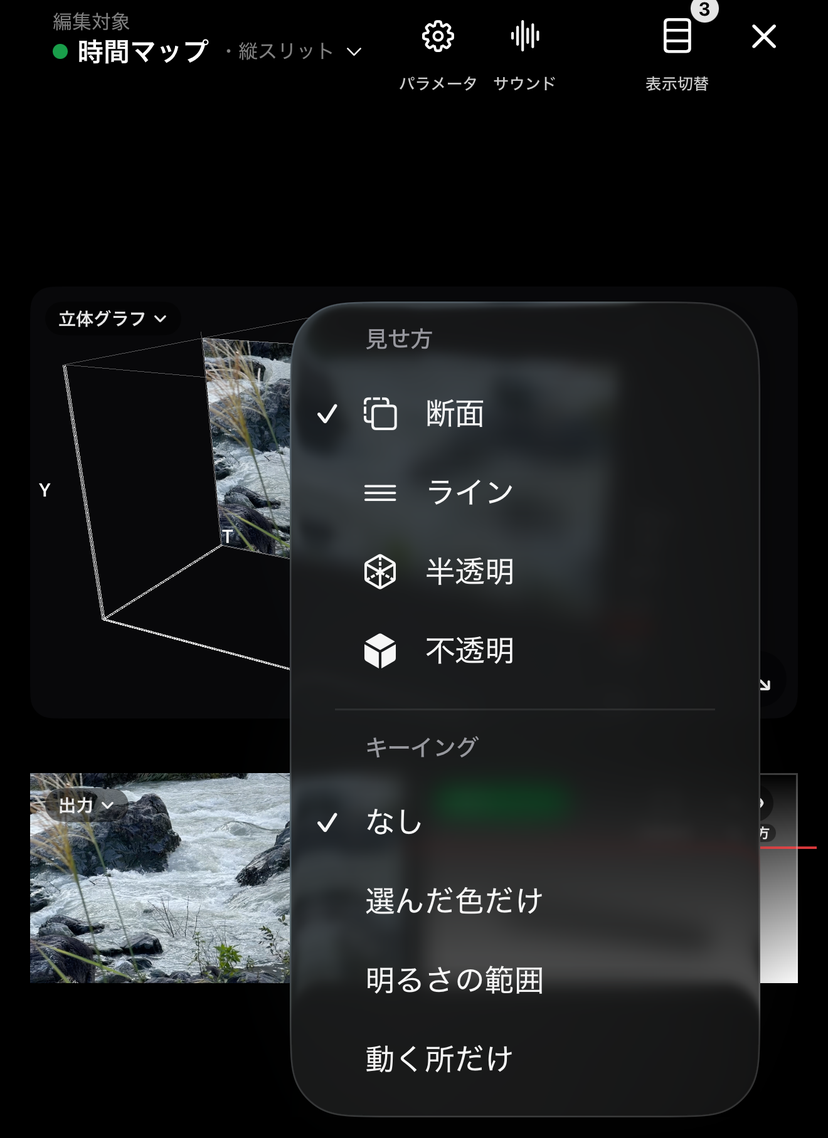 編集対象
時間マップ ・縦スリット
パラメータ
サウンド
3
表示切替
立体グラフ
Y
T
見せ方
断面
ライン
半透明
不透明
キーイング
なし
選んだ色だけ
明るさの範囲
動く所だけ
出力
方